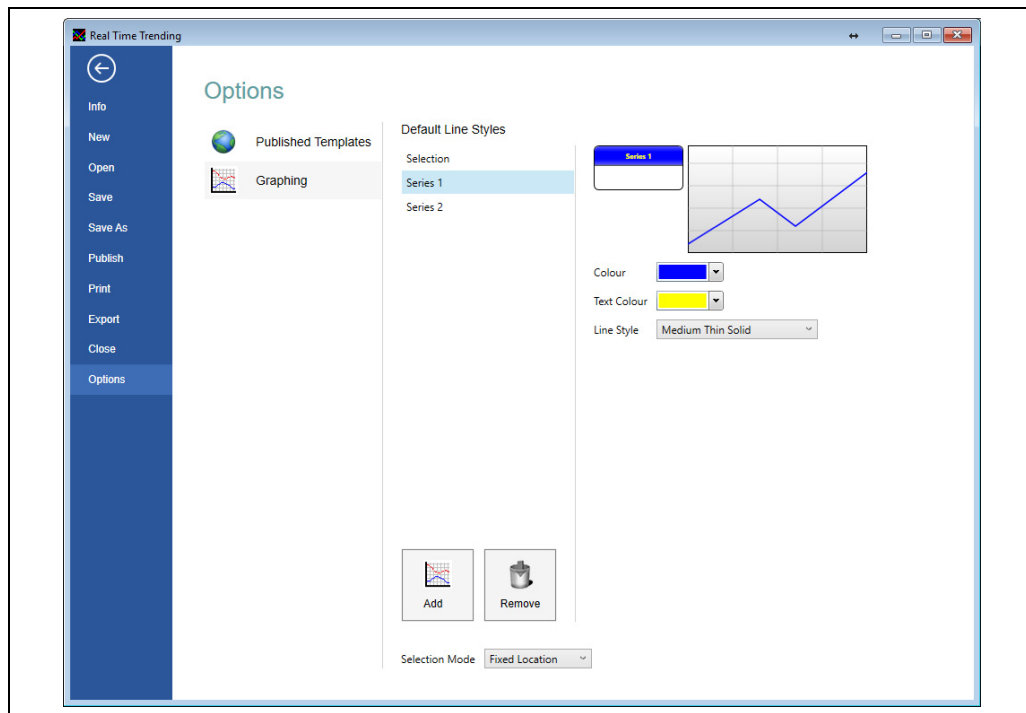 Real Time Trending
Info
New
Open
Save
Save As
Publish
Print
Export
Close
Options
Options
Published Templates
Graphing
Default Line Styles
Selection
Series 1
Series 2
Add
Remove
Selection Mode Fixed Location
Series 1
Colour
Text Colour
Line Style Medium Thin Solid